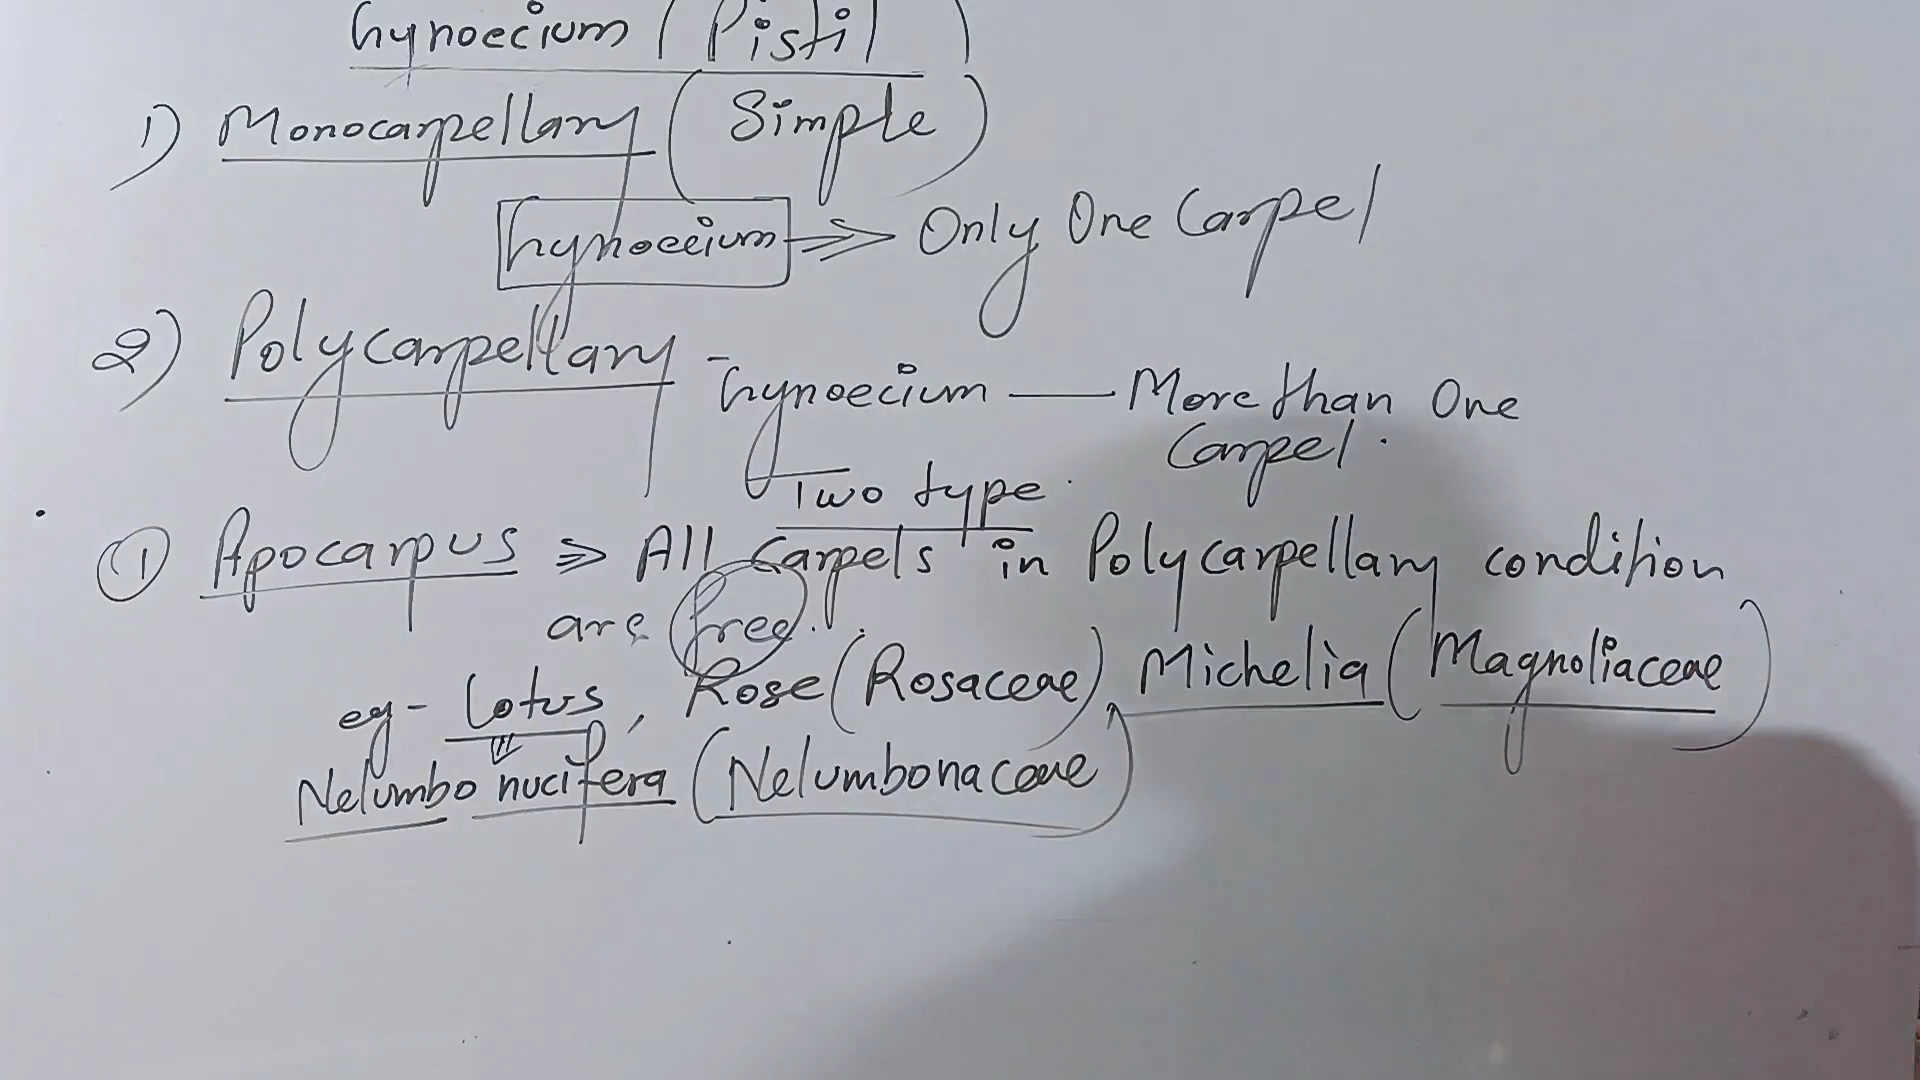 Gynoecium (Pistil)
1) Monocarpellary (Simple)
Gynoecium => Only One Carpel
2) Polycarpellary - Gynoecium — More than One
Carpel.
Two type.
① Apocarpus => All Carpels in Polycarpellary condition
are free.
eg- Lotus, Rose (Rosaceae), Michelia (Magnoliaceae)
Nelumbo nucifera (Nelumbonaceae)